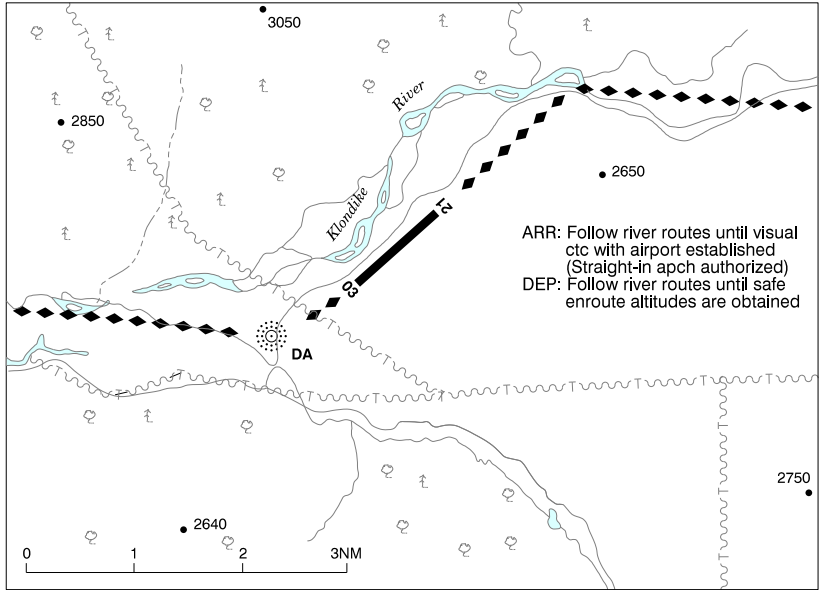 3050
2850
River
2650
Klondike
21
ARR: Follow river routes until visual
ctc with airport established
(Straight-in apch authorized)
DEP: Follow river routes until safe
enroute altitudes are obtained
03
DA
2750
2640
0 1 2 3NM